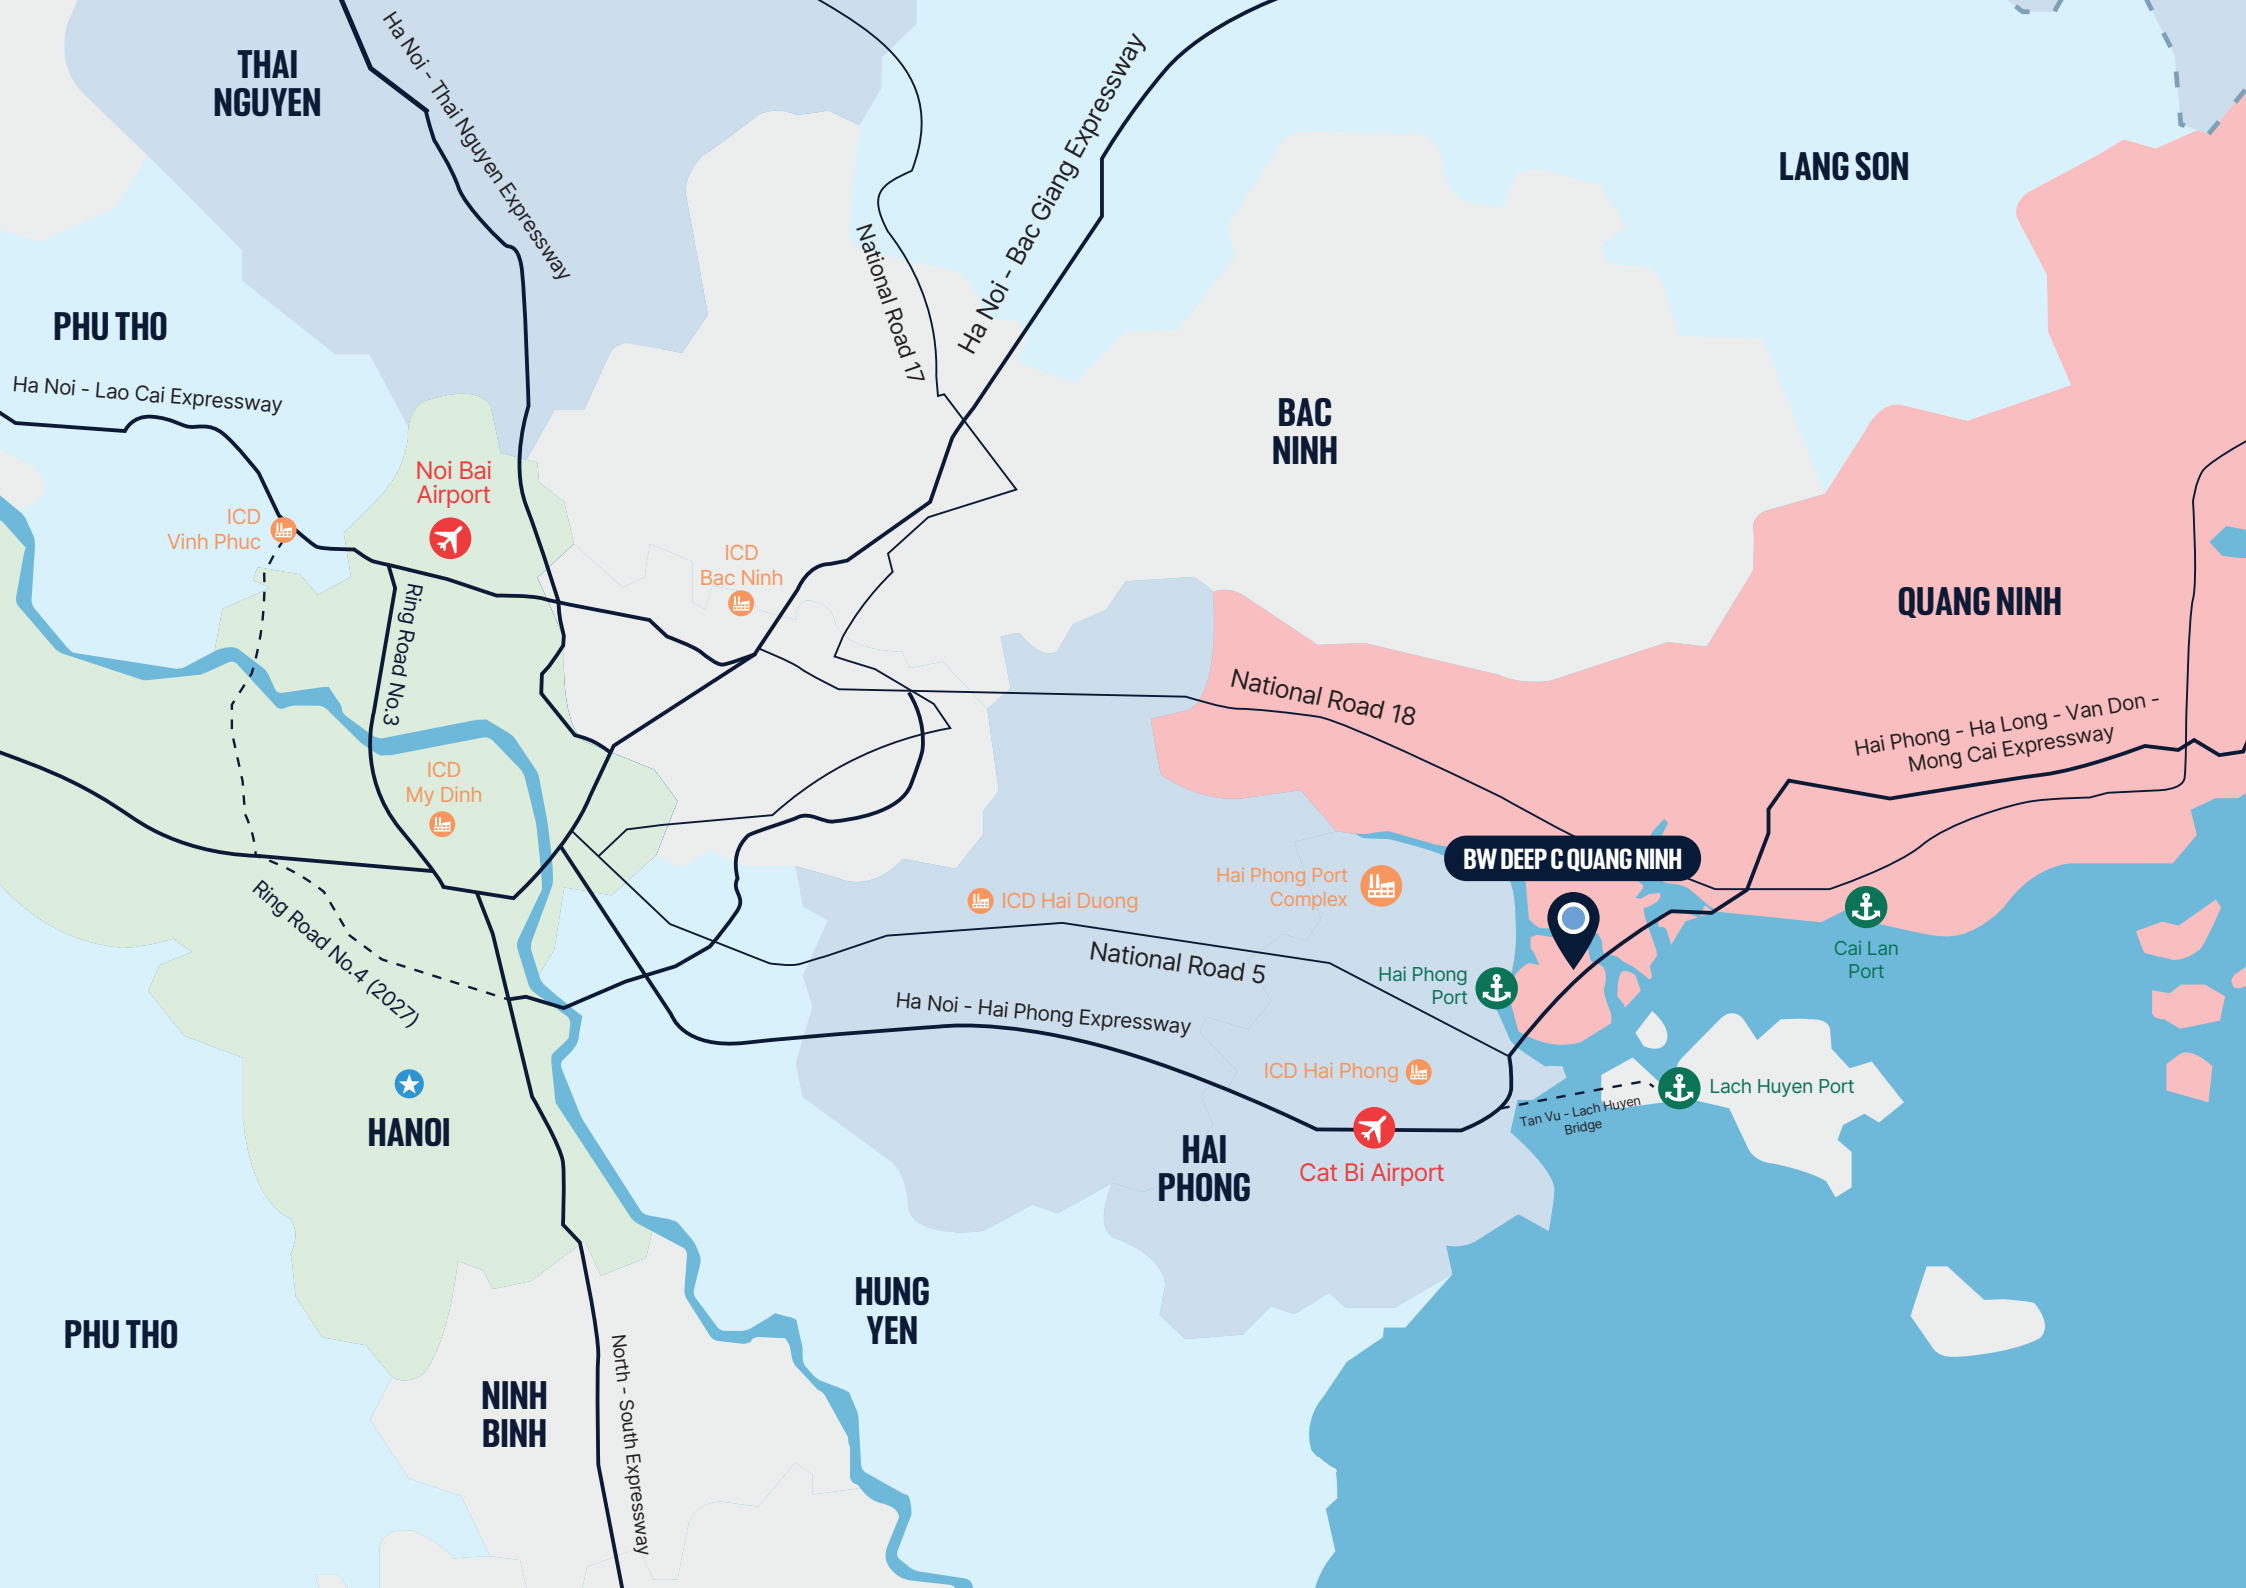 THAI
NGUYEN
Ha Noi - Thai Nguyen Expressway
Ha Noi - Bac Giang Expressway
National Road 17
LANG SON
PHU THO
Ha Noi - Lao Cai Expressway
BAC
NINH
Noi Bai
Airport
ICD
Vinh Phuc
ICD
Bac Ninh
Ring Road No.3
QUANG NINH
National Road 18
Hai Phong - Ha Long - Van Don -
Mong Cai Expressway
ICD
My Dinh
BW DEEP C QUANG NINH
Hai Phong Port
Complex
ICD Hai Duong
Ring Road No.4 (2027)
National Road 5
Hai Phong
Port
Cai Lan
Port
Ha Noi - Hai Phong Expressway
ICD Hai Phong
Lach Huyen Port
Tan Vu - Lach Huyen
Bridge
HANOI
HAI
PHONG
Cat Bi Airport
HUNG
YEN
PHU THO
NINH
BINH
North - South Expressway